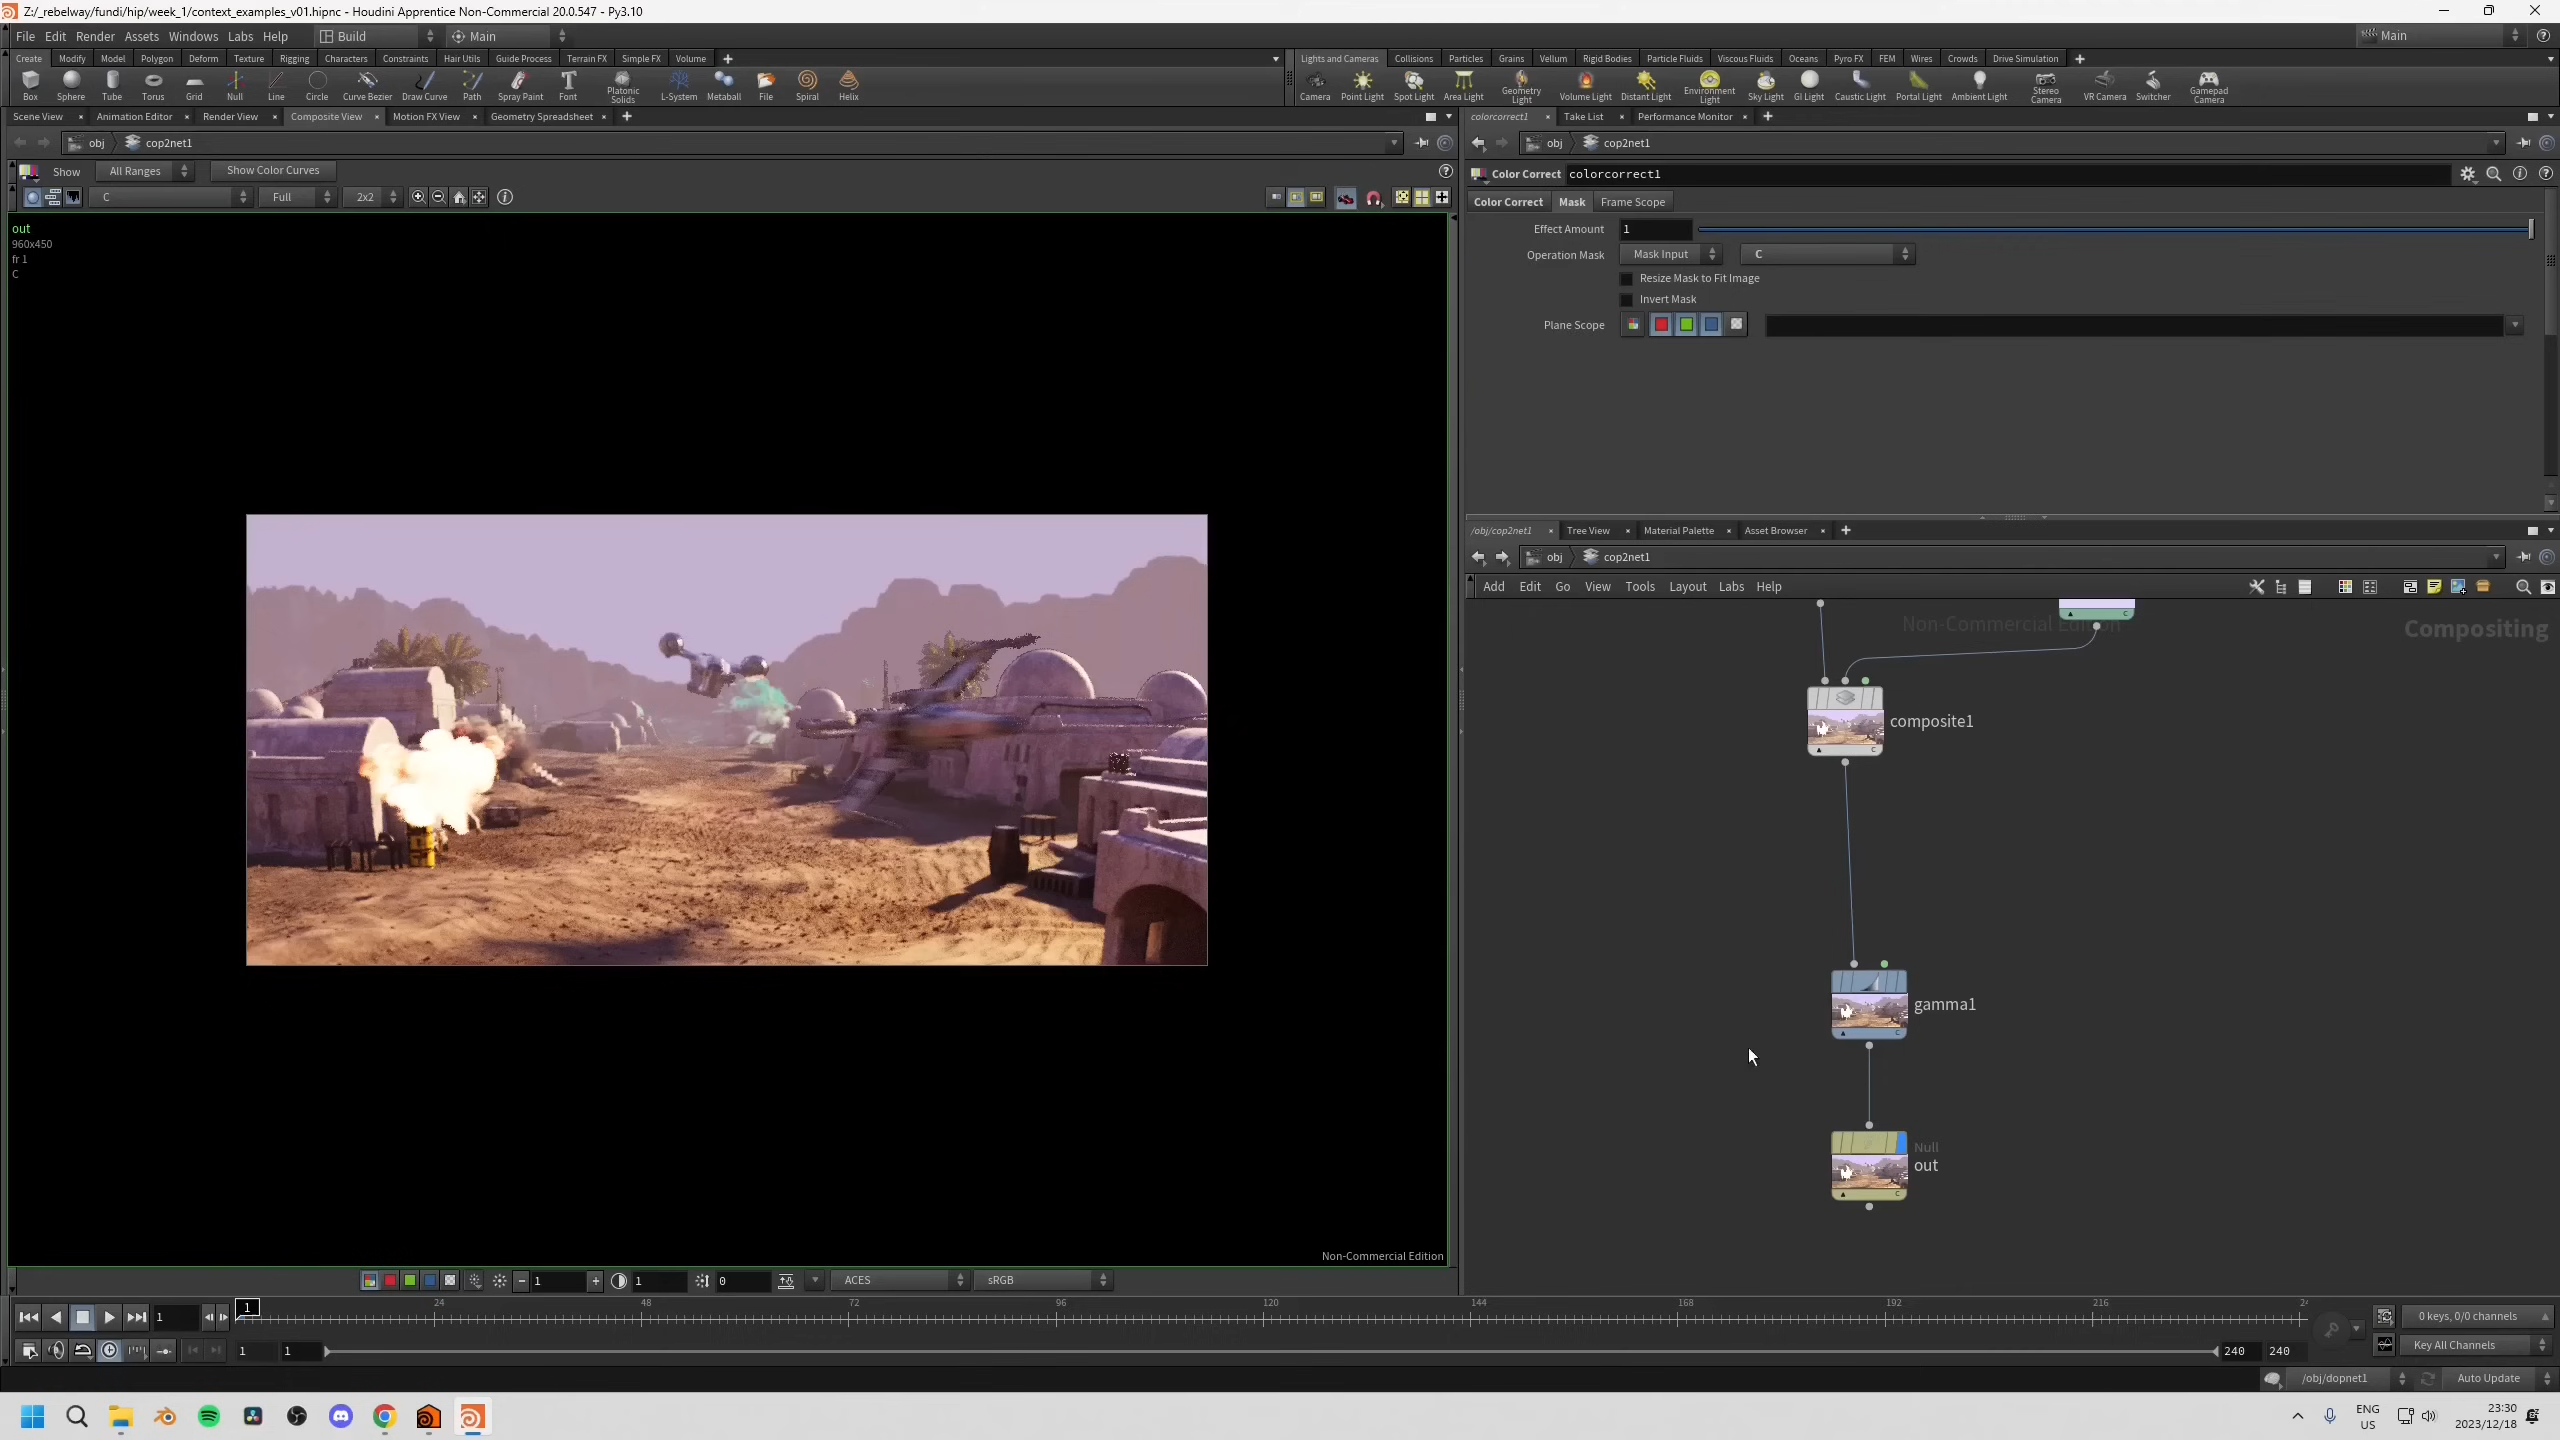 Z:/_rebelway/fundi/hip/week_1/context_examples_v01.hipnc - Houdini Apprentice Non-Commercial 20.0.547 - Py3.10
File Edit Render Assets Windows Labs Help Build Main Main
Create Modify Model Polygon Deform Texture Rigging Characters Constraints Hair Utils Guide Process Terrain FX Simple FX Volume
Lights and Cameras Collisions Particles Grains Vellum Rigid Bodies Particle Fluids Viscous Fluids Oceans Pyro FX FEM Wires Crowds Drive Simulation
Box Sphere Tube Torus Grid Null Line Circle Curve Bezier Draw Curve Path Spray Paint Font Platonic Solids L-System Metaball File Spiral Helix
Camera Point Light Spot Light Area Light Geometry Light Volume Light Distant Light Environment Light Sky Light GI Light Caustic Light Portal Light Ambient Light Stereo Camera VR Camera Switcher Gamepad Camera
Scene View Animation Editor Render View Composite View Motion FX View Geometry Spreadsheet
colorcorrect1 Take List Performance Monitor
obj cop2net1
obj cop2net1
Show All Ranges Show Color Curves
Color Correct colorcorrect1
C Full 2x2
Color Correct Mask Frame Scope
Effect Amount 1
Operation Mask Mask Input C
Resize Mask to Fit Image
Invert Mask
Plane Scope
out
960x450
fr 1
C
/obj/cop2net1 Tree View Material Palette Asset Browser
obj cop2net1
Add Edit Go View Tools Layout Labs Help
Non-Commercial Edition
Compositing
composite1
gamma1
Null
out
Non-Commercial Edition
1 1 0 ACES sRGB
1 1 24 48 72 96 120 144 168 192 216
0 keys, 0/0 channels
1 1 240 240
Key All Channels
/obj/dopnet1 Auto Update
ENG
US
23:30
2023/12/18